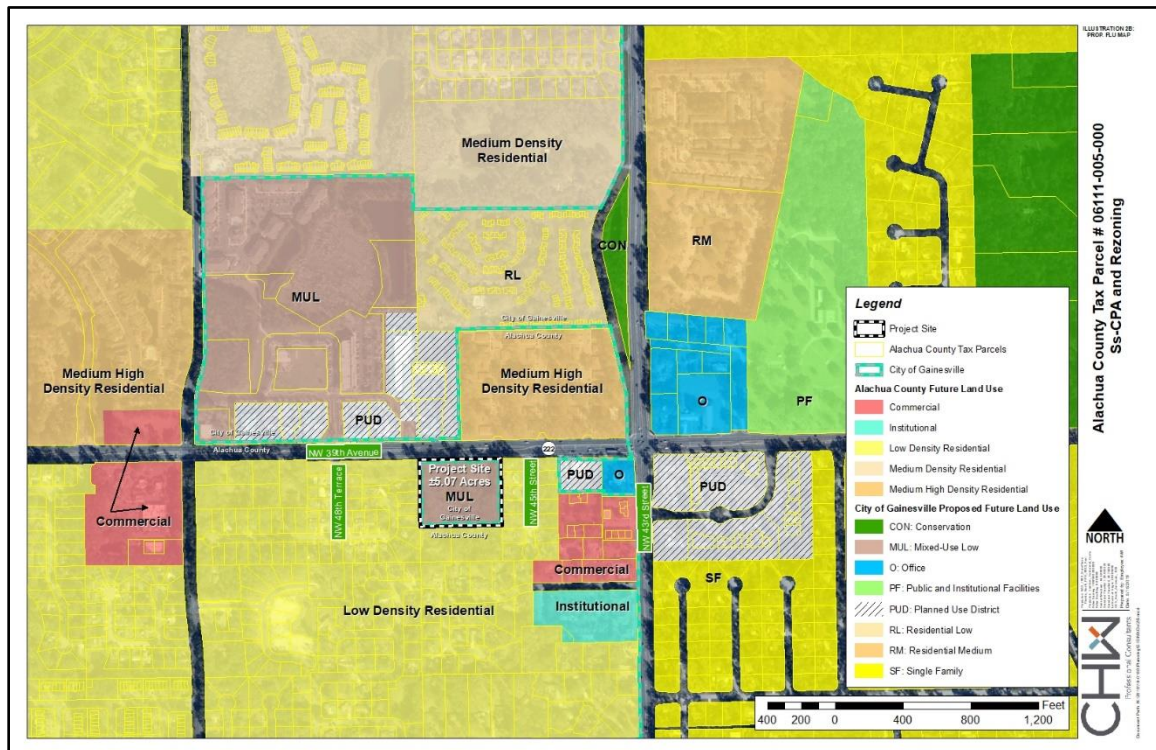 ILLUSTRATION 2B:
PROP. FLU MAP
Alachua County Tax Parcel # 06111-005-000
Ss-CPA and Rezoning
Medium Density
Residential
CON
RM
RL
MUL
City of Gainesville
Alachua County
Medium High
Density Residential
Medium High
Density Residential
O
PF
PUD
City of Gainesville
Alachua County
NW 39th Avenue
222
Project Site
±5.07 Acres
MUL
City of
Gainesville
Alachua County
NW 48th Terrace
NW 45th Street
NW 43rd Street
PUD
O
PUD
Commercial
Commercial
Institutional
Low Density Residential
SF
Legend
Project Site
Alachua County Tax Parcels
City of Gainesville
Alachua County Future Land Use
Commercial
Institutional
Low Density Residential
Medium Density Residential
Medium High Density Residential
City of Gainesville Proposed Future Land Use
CON: Conservation
MUL: Mixed-Use Low
O: Office
PF: Public and Institutional Facilities
PUD: Planned Use District
RL: Residential Low
RM: Residential Medium
SF: Single Family
Feet
400 200 0 400 800 1,200
NORTH
CHW
Professional Consultants